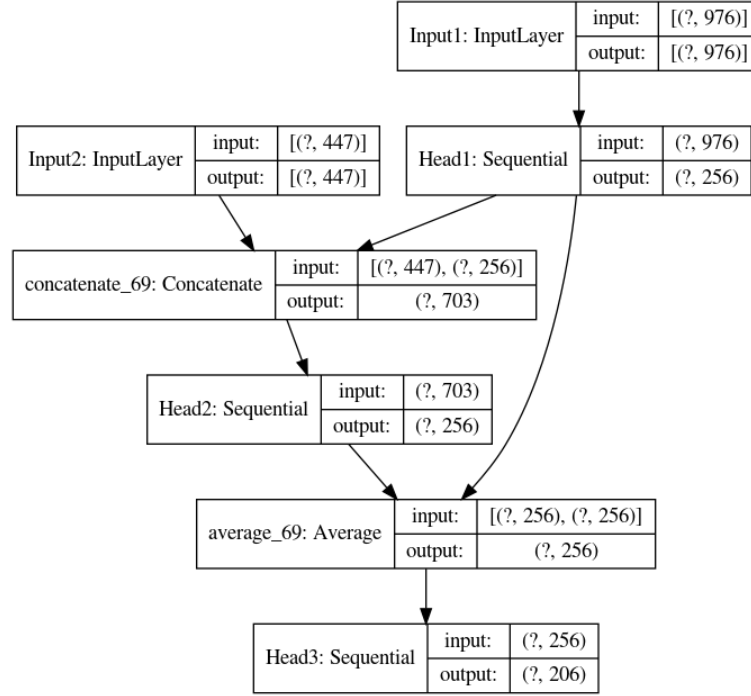 Input1: InputLayer
input:
[(?, 976)]
output:
[(?, 976)]
Input2: InputLayer
input:
[(?, 447)]
output:
[(?, 447)]
Head1: Sequential
input:
(?, 976)
output:
(?, 256)
concatenate_69: Concatenate
input:
[(?, 447), (?, 256)]
output:
(?, 703)
Head2: Sequential
input:
(?, 703)
output:
(?, 256)
average_69: Average
input:
[(?, 256), (?, 256)]
output:
(?, 256)
Head3: Sequential
input:
(?, 256)
output:
(?, 206)